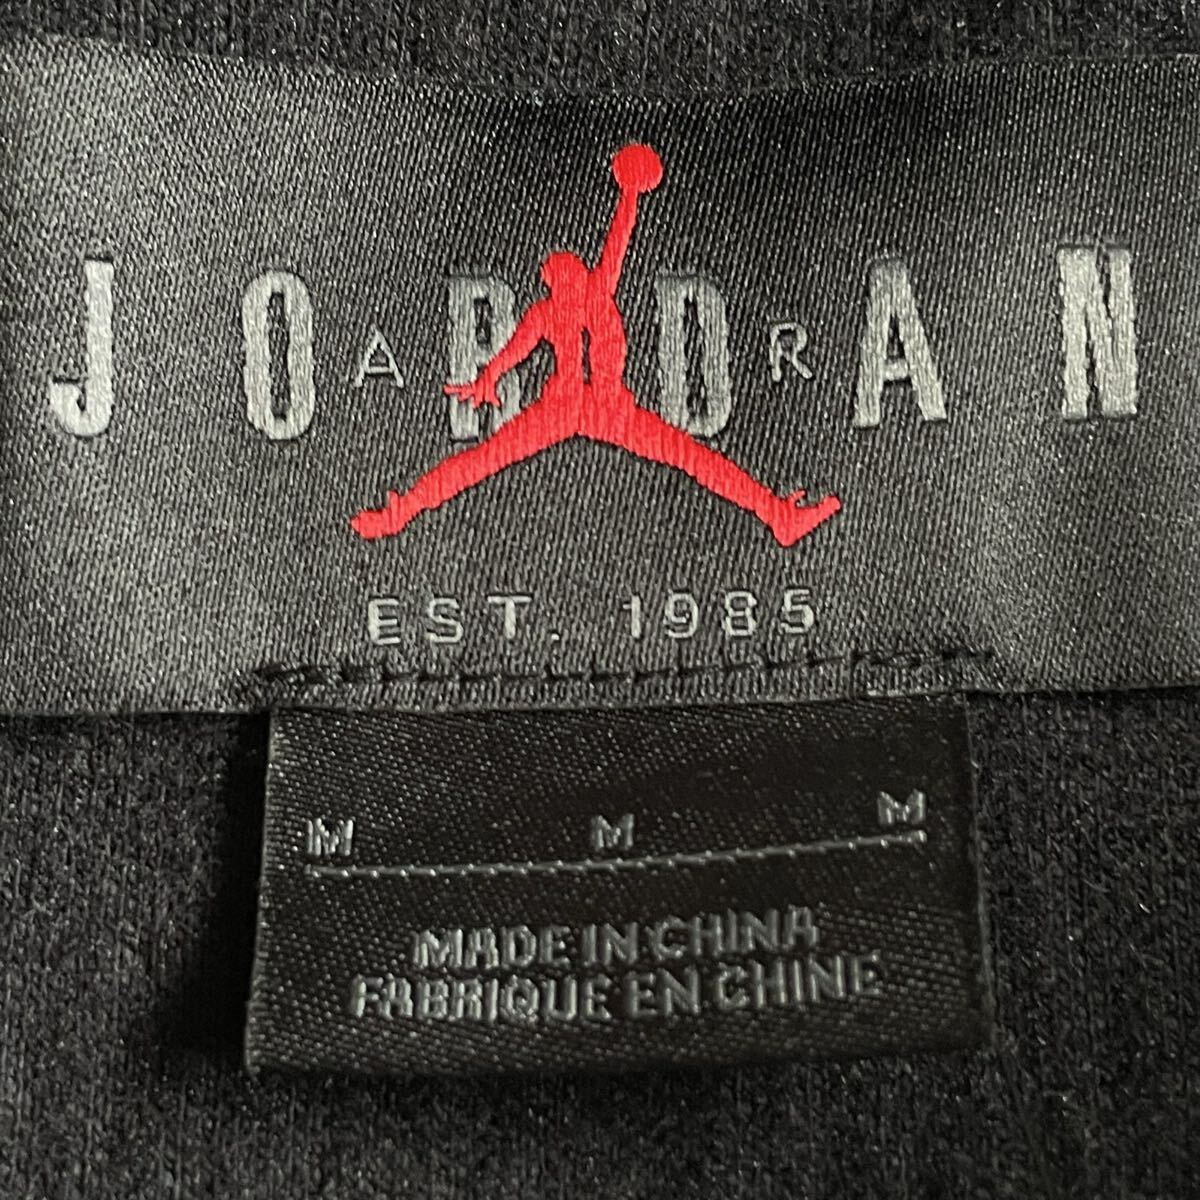 JORDAN
AIR
EST. 1985
M M M
MADE IN CHINA
FABRIQUE EN CHINE